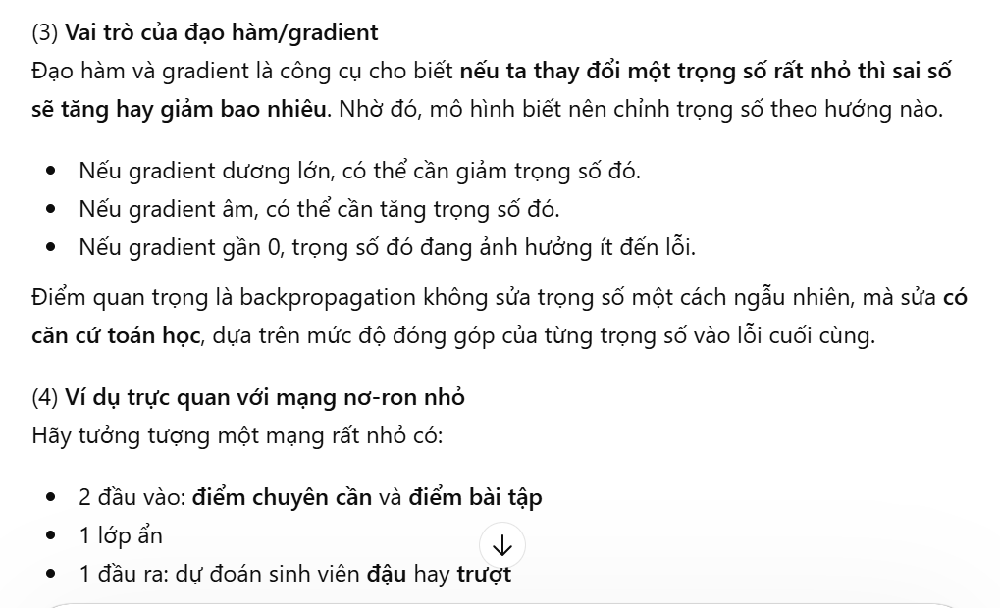 (3) Vai trò của đạo hàm/gradient
Đạo hàm và gradient là công cụ cho biết nếu ta thay đổi một trọng số rất nhỏ thì sai số
sẽ tăng hay giảm bao nhiêu. Nhờ đó, mô hình biết nên chỉnh trọng số theo hướng nào.
• Nếu gradient dương lớn, có thể cần giảm trọng số đó.
• Nếu gradient âm, có thể cần tăng trọng số đó.
• Nếu gradient gần 0, trọng số đó đang ảnh hưởng ít đến lỗi.
Điểm quan trọng là backpropagation không sửa trọng số một cách ngẫu nhiên, mà sửa có
căn cứ toán học, dựa trên mức độ đóng góp của từng trọng số vào lỗi cuối cùng.
(4) Ví dụ trực quan với mạng nơ-ron nhỏ
Hãy tưởng tượng một mạng rất nhỏ có:
• 2 đầu vào: điểm chuyên cần và điểm bài tập
• 1 lớp ẩn
• 1 đầu ra: dự đoán sinh viên đậu hay trượt